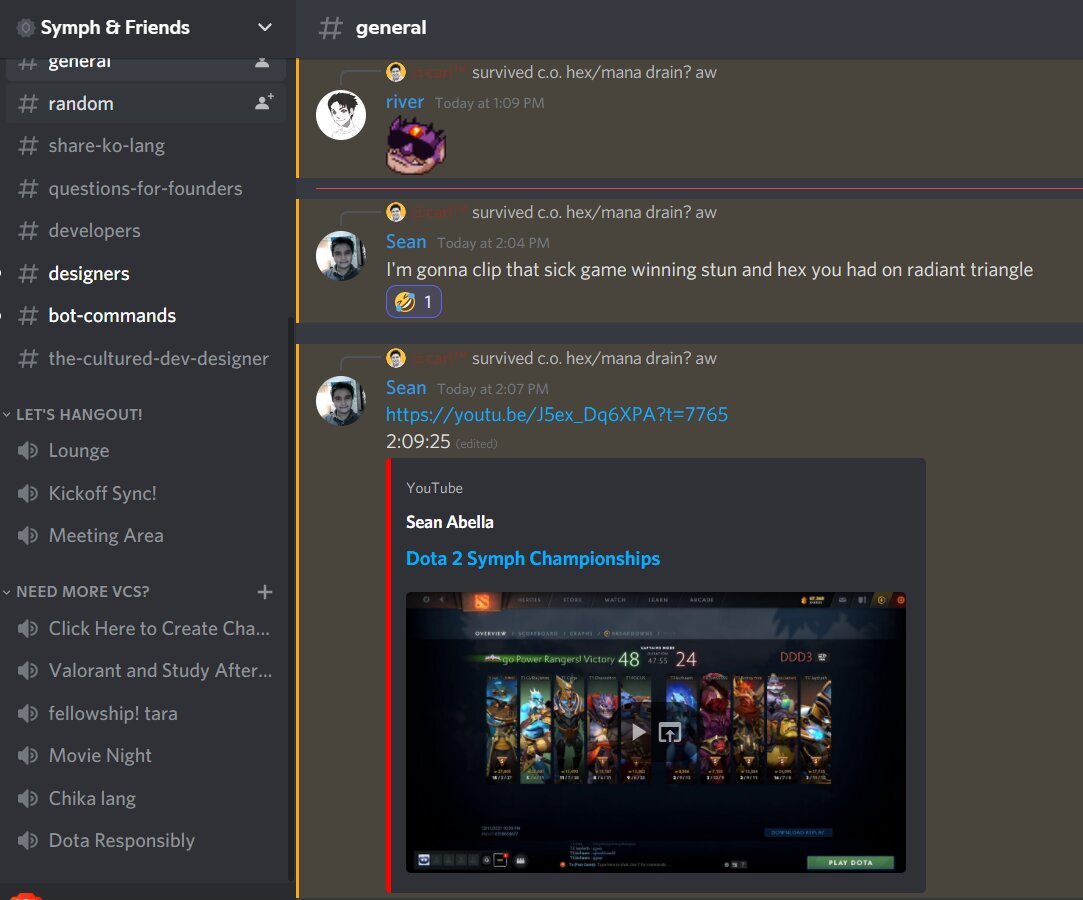 Symph & Friends
general
random
share-ko-lang
questions-for-founders
developers
designers
bot-commands
the-cultured-dev-designer
LET'S HANGOUT!
Lounge
Kickoff Sync!
Meeting Area
NEED MORE VCS?
Click Here to Create Cha...
Valorant and Study After...
fellowship! tara
Movie Night
Chika lang
Dota Responsibly
general
survived c.o. hex/mana drain? aw
river Today at 1:09 PM
survived c.o. hex/mana drain? aw
Sean Today at 2:04 PM
I'm gonna clip that sick game winning stun and hex you had on radiant triangle
1
survived c.o. hex/mana drain? aw
Sean Today at 2:07 PM
https://youtu.be/J5ex_Dq6XPA?t=7765
2:09:25 (edited)
YouTube
Sean Abella
Dota 2 Symph Championships
HEROES STORE WATCH LEARN ARCADE
OVERVIEW SCOREBOARD GRAPHS BREAKDOWNS
go Power Rangers! Victory 48 CAPTAINS MODE DURATION 47:55 24 DDD3
DOWNLOAD REPLAY
PLAY DOTA